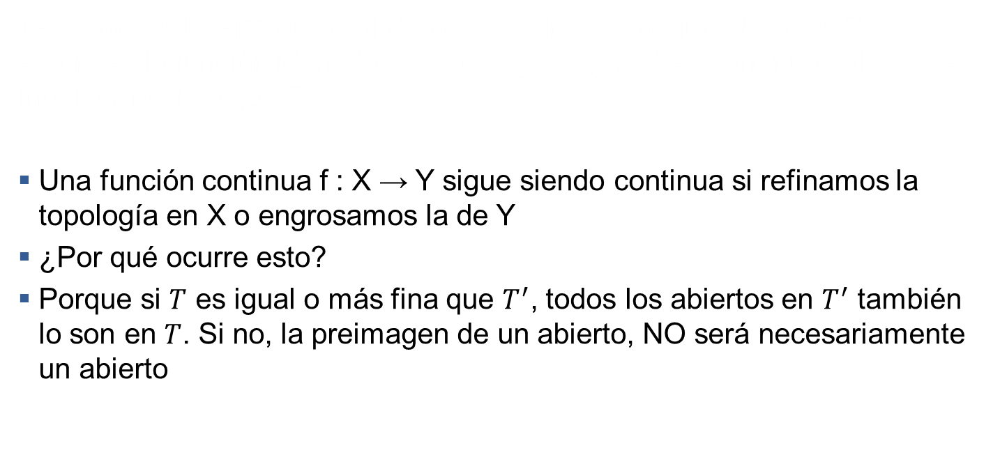 ▪ Una función continua f : X → Y sigue siendo continua si refinamos la
topología en X o engrosamos la de Y
▪ ¿Por qué ocurre esto?
▪ Porque si T es igual o más fina que T′, todos los abiertos en T′ también
lo son en T. Si no, la preimagen de un abierto, NO será necesariamente
un abierto